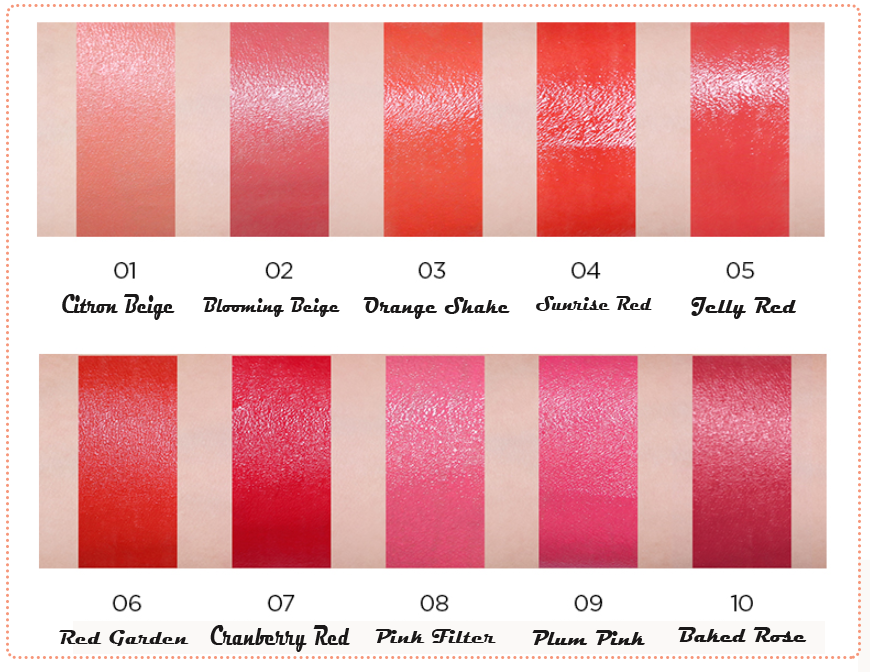 01 02 03 04 05
Citron Beige Blooming Beige Orange Shake Sunrise Red Jelly Red
06 07 08 09 10
Red Garden Cranberry Red Pink Filter Plum Pink Baked Rose